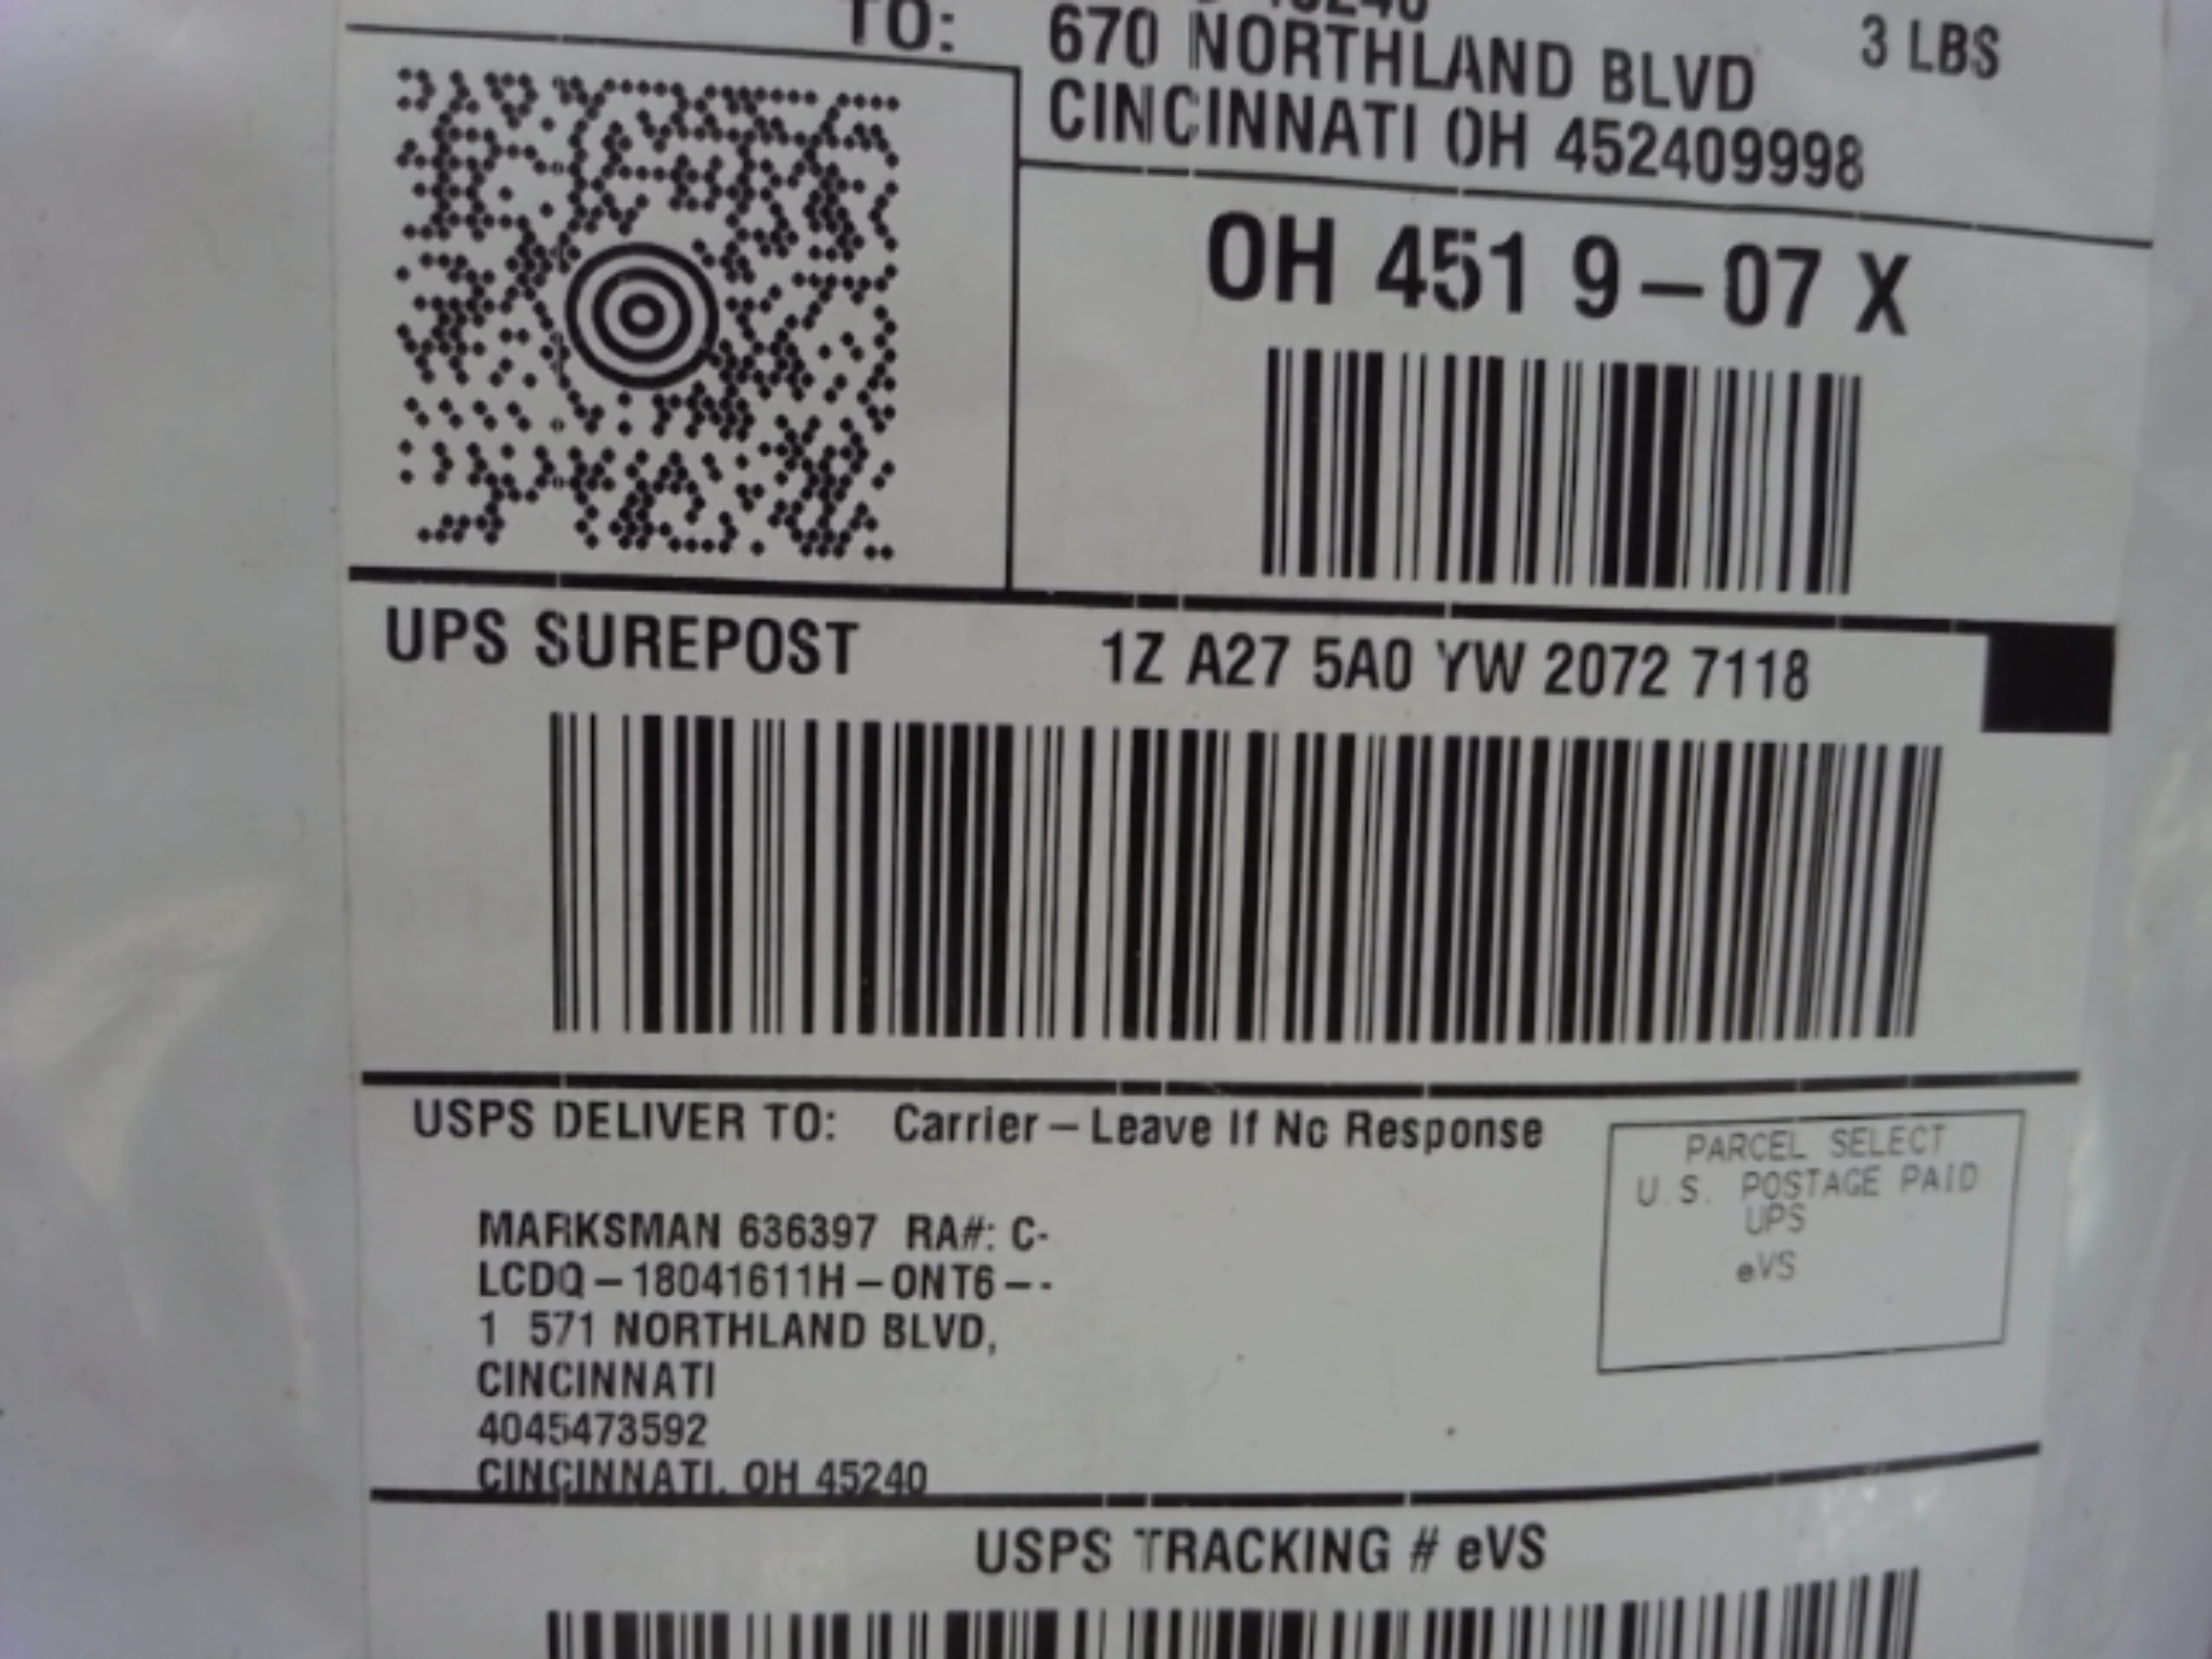 TO:
670 NORTHLAND BLVD
CINCINNATI OH 452409998
3 LBS
OH 451 9-07 X
UPS SUREPOST
1Z A27 5A0 YW 2072 7118
USPS DELIVER TO: Carrier - Leave If No Response
PARCEL SELECT
U.S. POSTAGE PAID
UPS
eVS
MARKSMAN 636397 RA#: C-
LCDQ-18041611H-ONT6--
1 571 NORTHLAND BLVD,
CINCINNATI
4045473592
CINCINNATI, OH 45240
USPS TRACKING # eVS